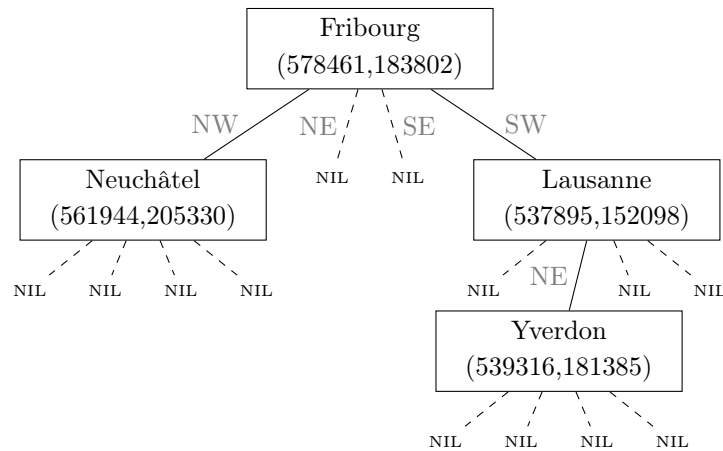 Fribourg
(578461,183802)
NW NE SE SW
NIL NIL
Neuchâtel
(561944,205330)
Lausanne
(537895,152098)
NIL NIL NIL NIL
NIL NE NIL NIL
Yverdon
(539316,181385)
NIL NIL NIL NIL